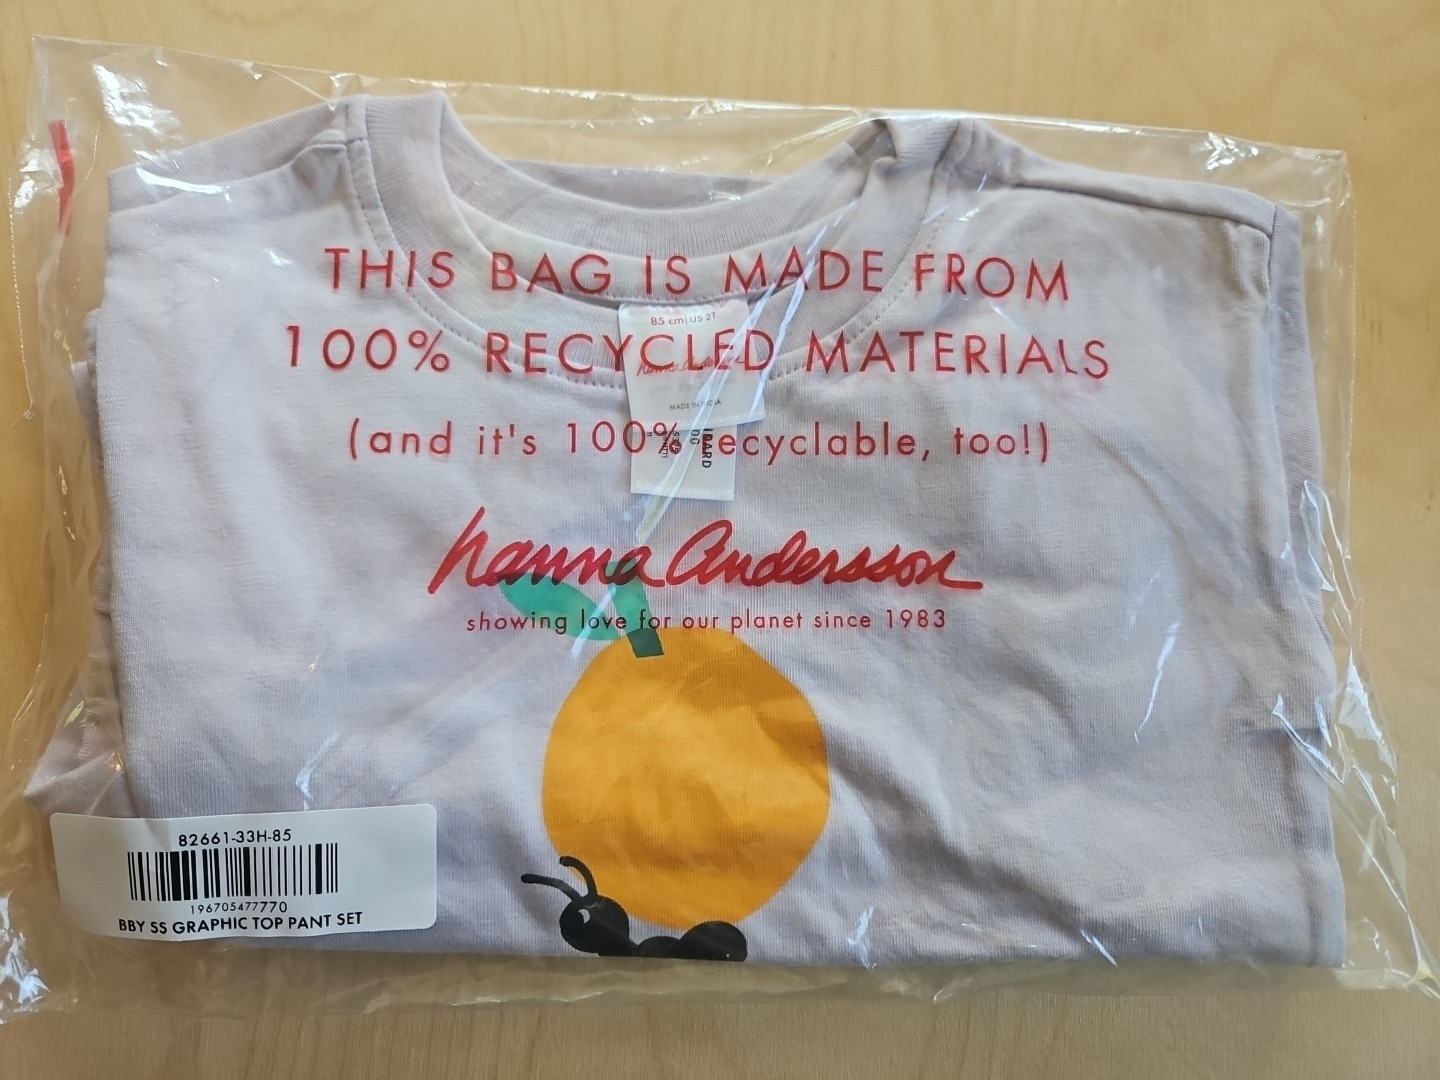 THIS BAG IS MADE FROM
85 cm|US 2T
100% RECYCLED MATERIALS
hanna andersson
MADE IN INDIA
(and it's 100% recyclable, too!)
hanna andersson
showing love for our planet since 1983
82661-33H-85
196705477770
BBY SS GRAPHIC TOP PANT SET